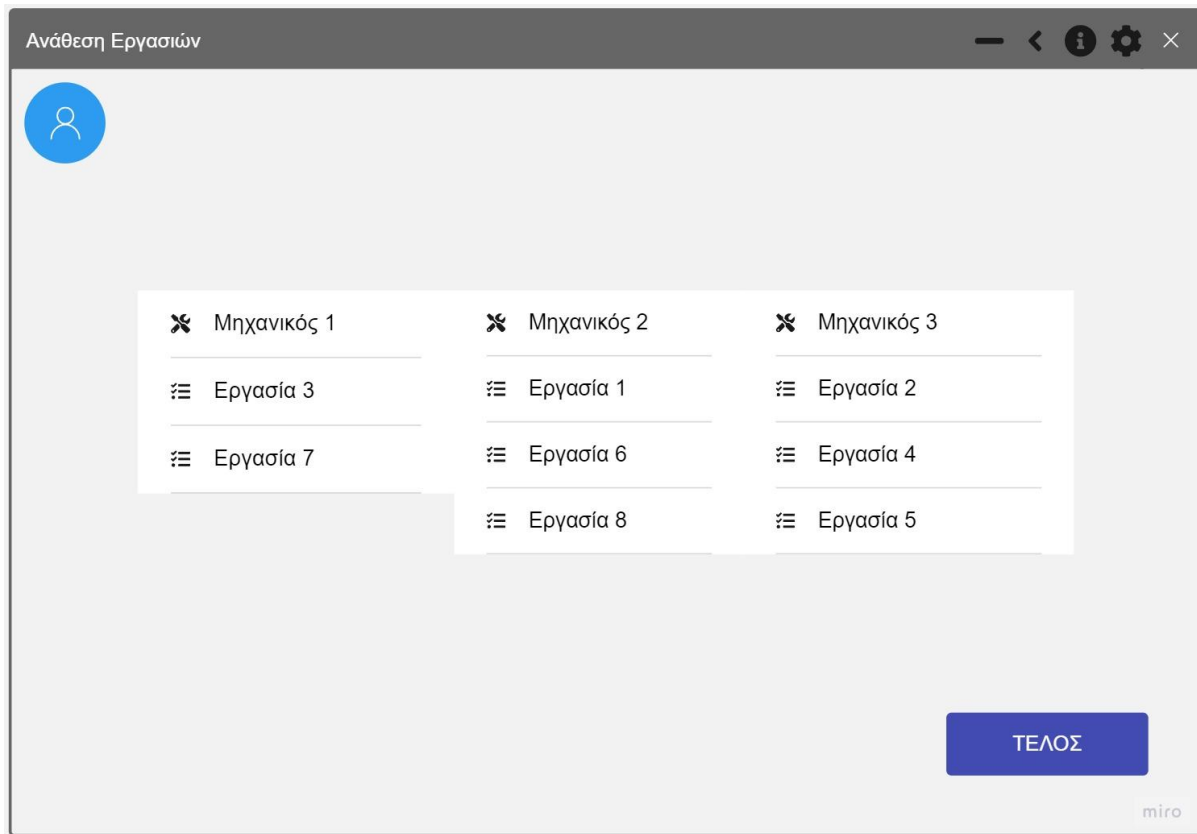 Ανάθεση Εργασιών
Μηχανικός 1
Εργασία 3
Εργασία 7
Μηχανικός 2
Εργασία 1
Εργασία 6
Εργασία 8
Μηχανικός 3
Εργασία 2
Εργασία 4
Εργασία 5
ΤΕΛΟΣ
miro